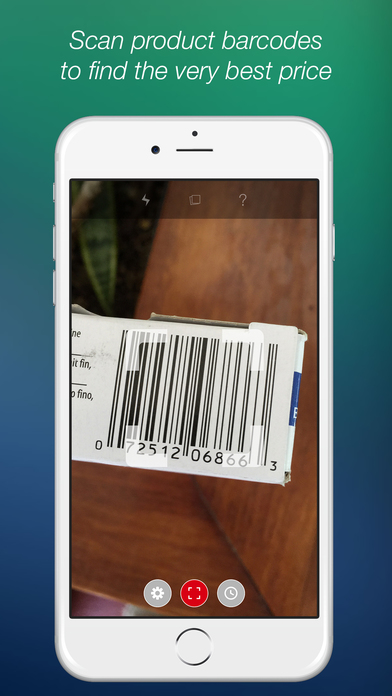 Scan product barcodes
to find the very best price
ne
it fin,
o fino,
0 72512 06866 3